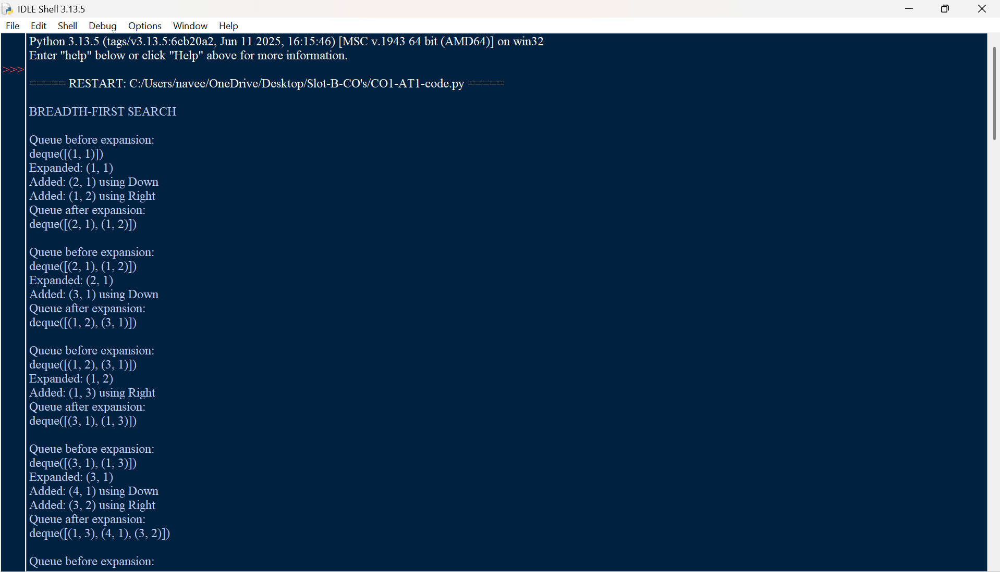 IDLE Shell 3.13.5
File Edit Shell Debug Options Window Help
Python 3.13.5 (tags/v3.13.5:6cb20a2, Jun 11 2025, 16:15:46) [MSC v.1943 64 bit (AMD64)] on win32
Enter "help" below or click "Help" above for more information.
>>>
===== RESTART: C:/Users/navee/OneDrive/Desktop/Slot-B-CO's/CO1-AT1-code.py =====
BREADTH-FIRST SEARCH
Queue before expansion:
deque([(1, 1)])
Expanded: (1, 1)
Added: (2, 1) using Down
Added: (1, 2) using Right
Queue after expansion:
deque([(2, 1), (1, 2)])
Queue before expansion:
deque([(2, 1), (1, 2)])
Expanded: (2, 1)
Added: (3, 1) using Down
Queue after expansion:
deque([(1, 2), (3, 1)])
Queue before expansion:
deque([(1, 2), (3, 1)])
Expanded: (1, 2)
Added: (1, 3) using Right
Queue after expansion:
deque([(3, 1), (1, 3)])
Queue before expansion:
deque([(3, 1), (1, 3)])
Expanded: (3, 1)
Added: (4, 1) using Down
Added: (3, 2) using Right
Queue after expansion:
deque([(1, 3), (4, 1), (3, 2)])
Queue before expansion: